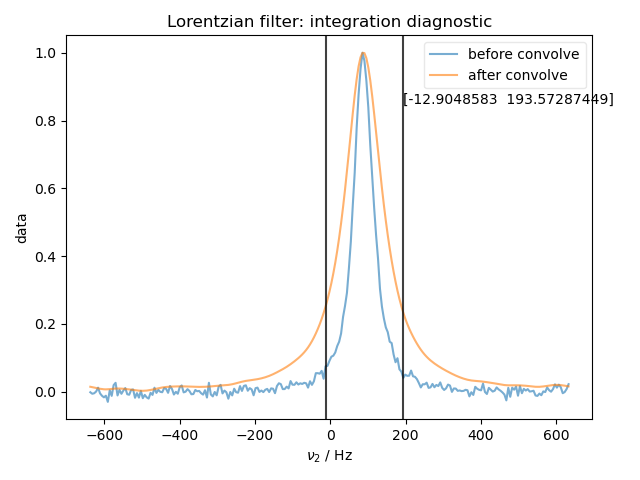 Lorentzian filter: integration diagnostic
before convolve
after convolve
[-12.9048583  193.57287449]
1.0
0.8
0.6
0.4
0.2
0.0
data
−600 −400 −200 0 200 400 600
ν₂ / Hz